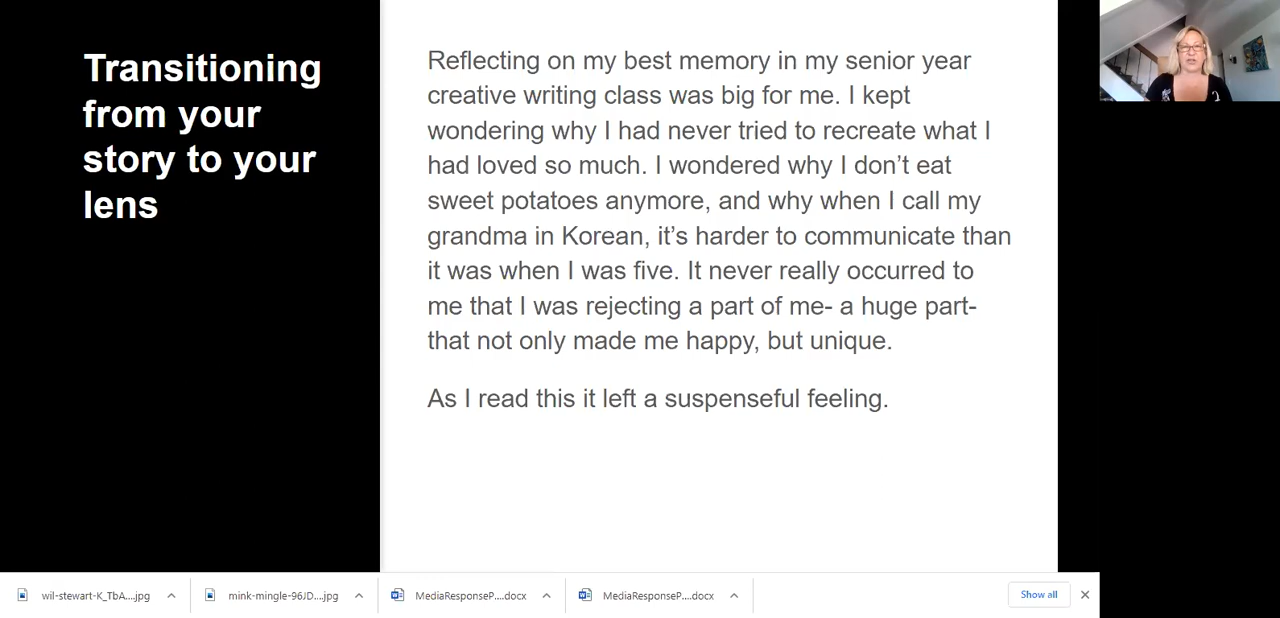 Transitioning
from your
story to your
lens
Reflecting on my best memory in my senior year
creative writing class was big for me. I kept
wondering why I had never tried to recreate what I
had loved so much. I wondered why I don’t eat
sweet potatoes anymore, and why when I call my
grandma in Korean, it’s harder to communicate than
it was when I was five. It never really occurred to
me that I was rejecting a part of me- a huge part-
that not only made me happy, but unique.
As I read this it left a suspenseful feeling.
wil-stewart-K_TbA....jpg
mink-mingle-96JD....jpg
MediaResponseP....docx
MediaResponseP....docx
Show all